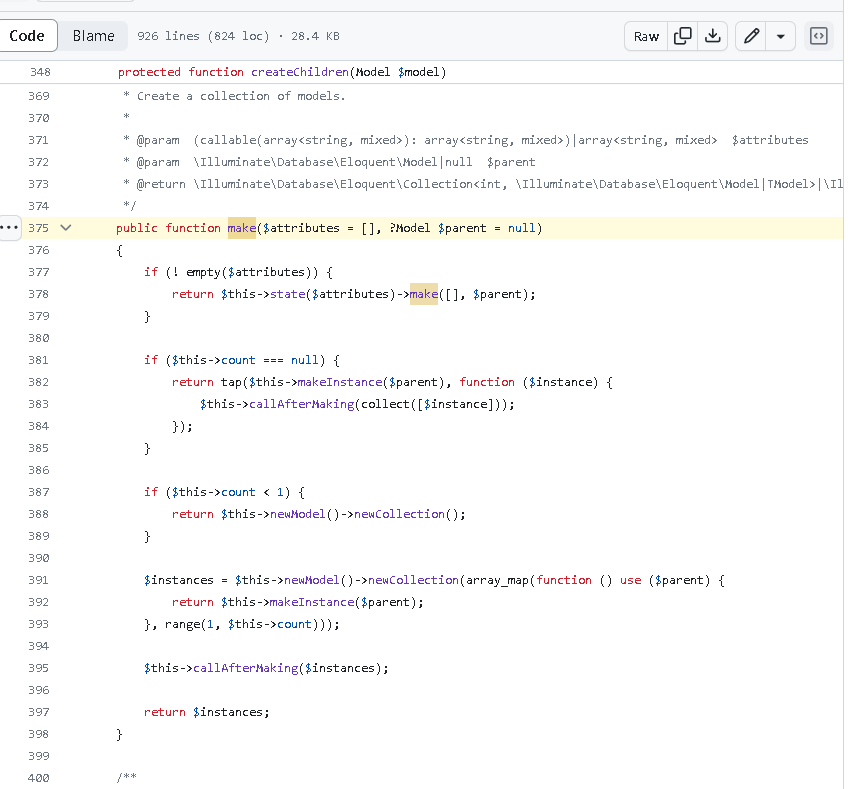 Code Blame 926 lines (824 loc) · 28.4 KB Raw
348 protected function createChildren(Model $model)
369 * Create a collection of models.
370 *
371 * @param  (callable(array<string, mixed>): array<string, mixed>)|array<string, mixed>  $attributes
372 * @param  \Illuminate\Database\Eloquent\Model|null  $parent
373 * @return \Illuminate\Database\Eloquent\Collection<int, \Illuminate\Database\Eloquent\Model|TModel>|\Il
374 */
375 public function make($attributes = [], ?Model $parent = null)
376 {
377 if (! empty($attributes)) {
378 return $this->state($attributes)->make([], $parent);
379 }
380
381 if ($this->count === null) {
382 return tap($this->makeInstance($parent), function ($instance) {
383 $this->callAfterMaking(collect([$instance]));
384 });
385 }
386
387 if ($this->count < 1) {
388 return $this->newModel()->newCollection();
389 }
390
391 $instances = $this->newModel()->newCollection(array_map(function () use ($parent) {
392 return $this->makeInstance($parent);
393 }, range(1, $this->count)));
394
395 $this->callAfterMaking($instances);
396
397 return $instances;
398 }
399
400 /**